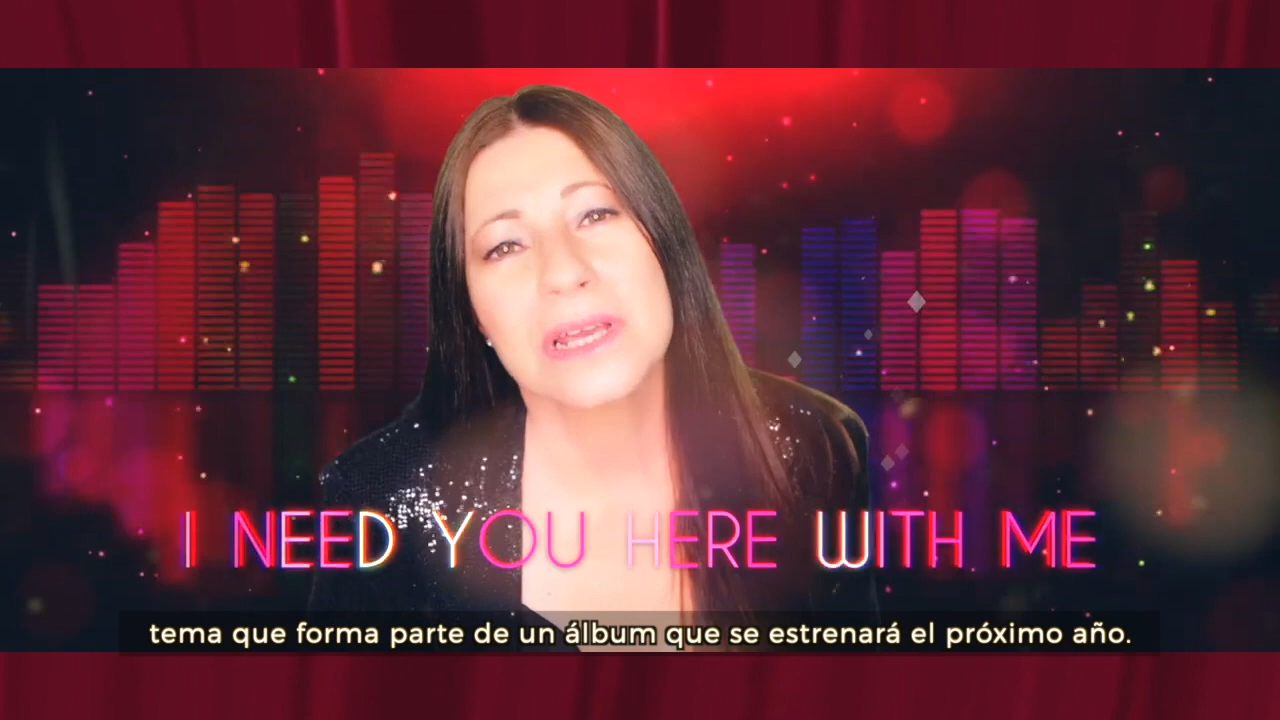 I NEED YOU HERE WITH ME
tema que forma parte de un álbum que se estrenará el próximo año.